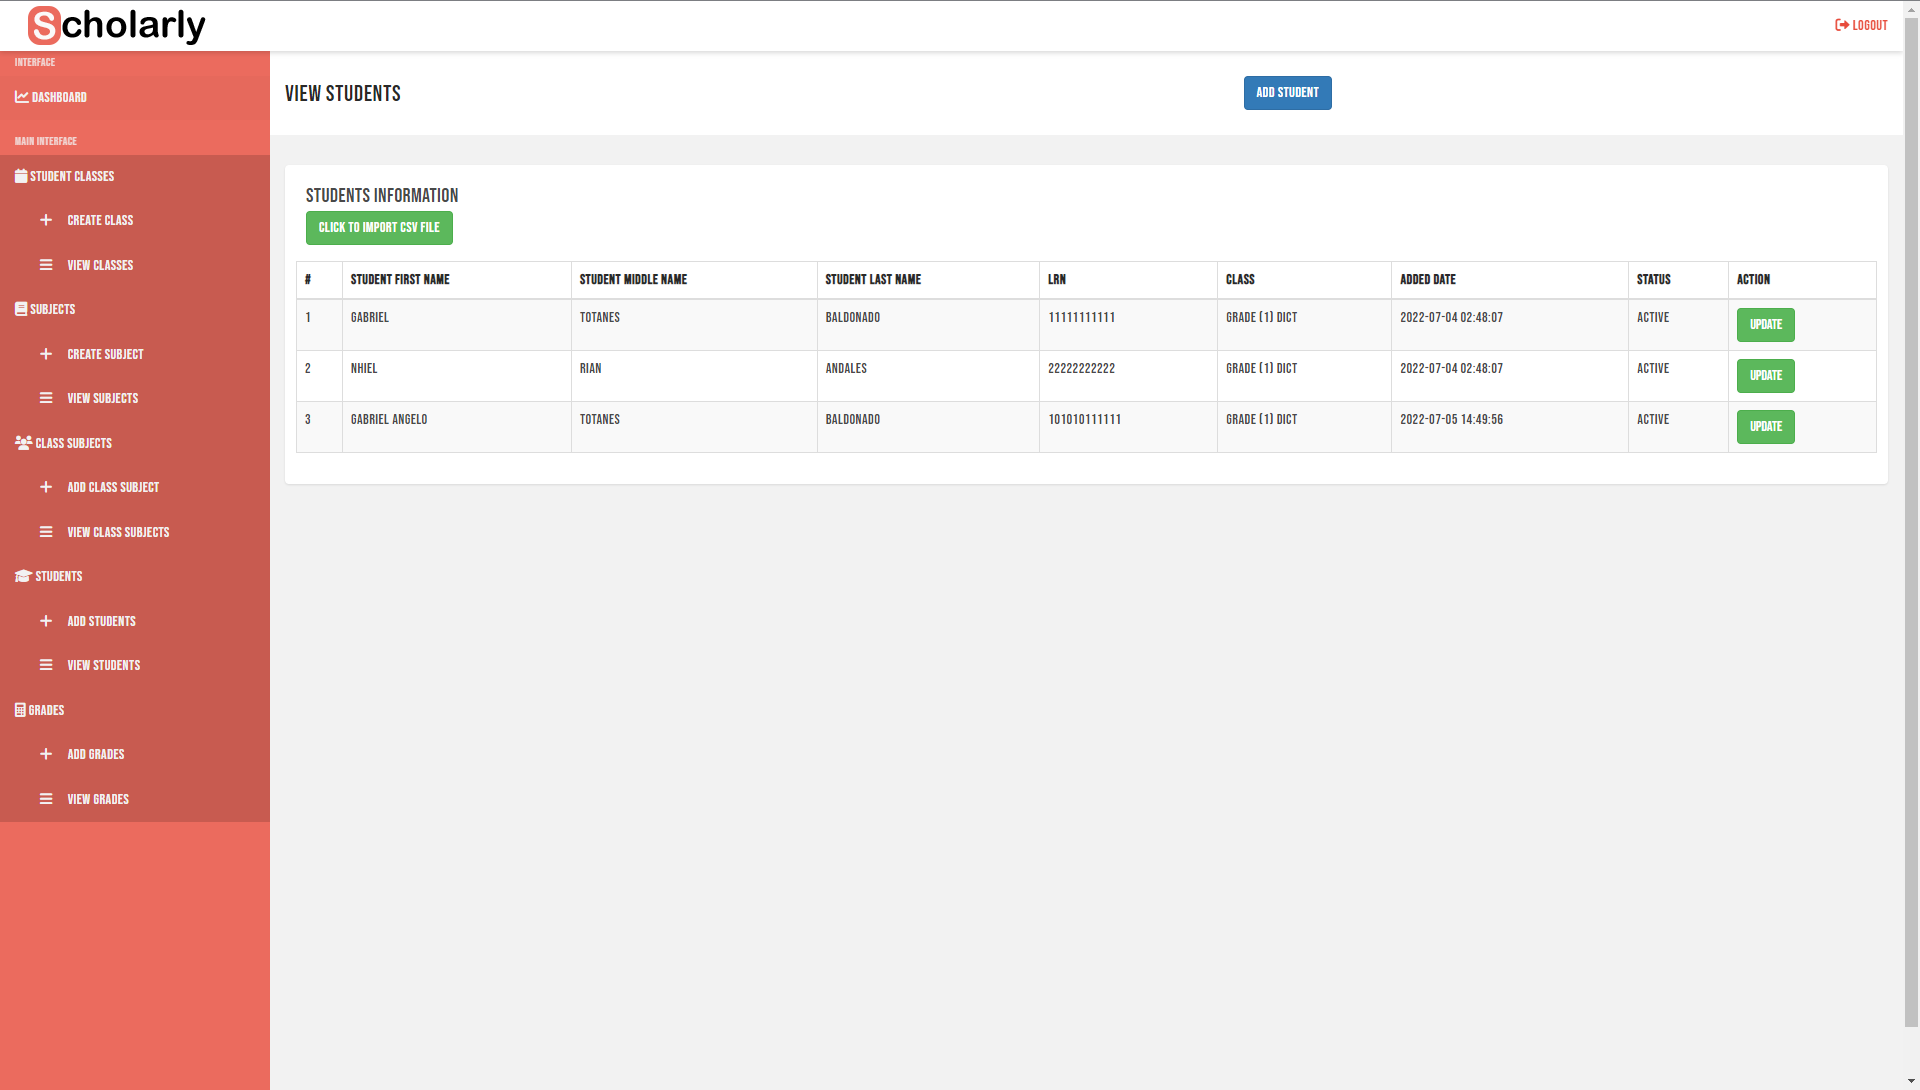 Scholarly
LOGOUT
INTERFACE
DASHBOARD
MAIN INTERFACE
STUDENT CLASSES
CREATE CLASS
VIEW CLASSES
SUBJECTS
CREATE SUBJECT
VIEW SUBJECTS
CLASS SUBJECTS
ADD CLASS SUBJECT
VIEW CLASS SUBJECTS
STUDENTS
ADD STUDENTS
VIEW STUDENTS
GRADES
ADD GRADES
VIEW GRADES
VIEW STUDENTS
ADD STUDENT
STUDENTS INFORMATION
CLICK TO IMPORT CSV FILE
# STUDENT FIRST NAME STUDENT MIDDLE NAME STUDENT LAST NAME LRN CLASS ADDED DATE STATUS ACTION
1 GABRIEL TOTANES BALDONADO 11111111111 GRADE (1) DICT 2022-07-04 02:48:07 ACTIVE UPDATE
2 NHIEL RIAN ANDALES 22222222222 GRADE (1) DICT 2022-07-04 02:48:07 ACTIVE UPDATE
3 GABRIEL ANGELO TOTANES BALDONADO 101010111111 GRADE (1) DICT 2022-07-05 14:49:56 ACTIVE UPDATE